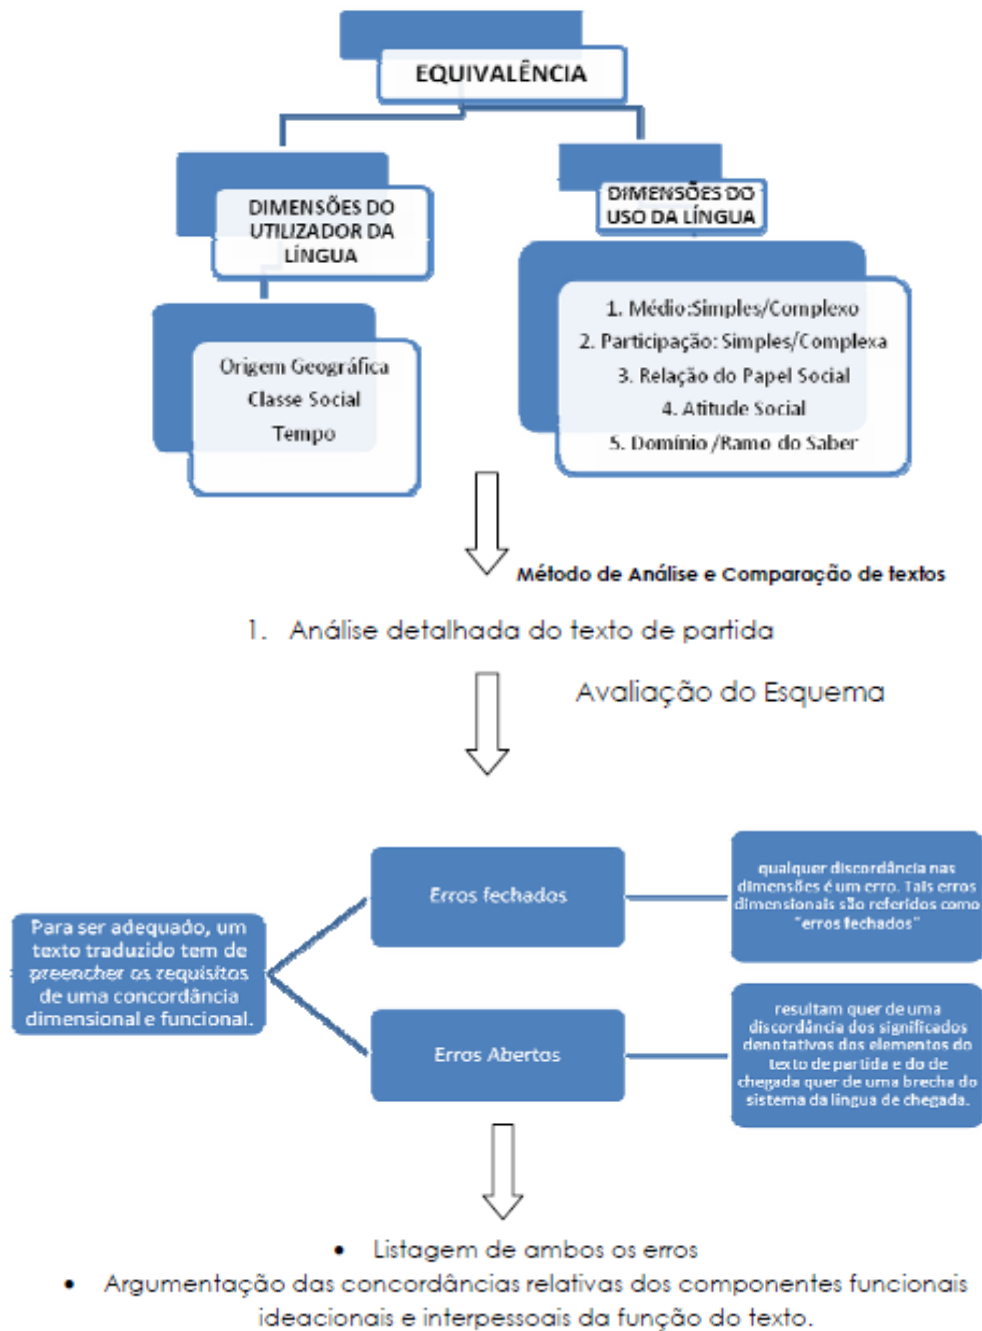 EQUIVALÊNCIA
DIMENSÕES DO
UTILIZADOR DA
LÍNGUA
DIMENSÕES DO
USO DA LÍNGUA
Origem Geográfica
Classe Social
Tempo
1. Médio:Simples/Complexo
2. Participação: Simples/Complexa
3. Relação do Papel Social
4. Atitude Social
5. Domínio /Ramo do Saber
Método de Análise e Comparação de textos
1. Análise detalhada do texto de partida
Avaliação do Esquema
Para ser adequado, um
texto traduzido tem de
preencher os requisitos
de uma concordância
dimensional e funcional.
Erros fechados
qualquer discordância nas
dimensões é um erro. Tais erros
dimensionais são referidos como
"erros fechados"
Erros Abertos
resultam quer de uma
discordância dos significados
denotativos dos elementos do
texto de partida e do de
chegada quer de uma brecha do
sistema da língua de chegada.
• Listagem de ambos os erros
• Argumentação das concordâncias relativas dos componentes funcionais
ideacionais e interpessoais da função do texto.